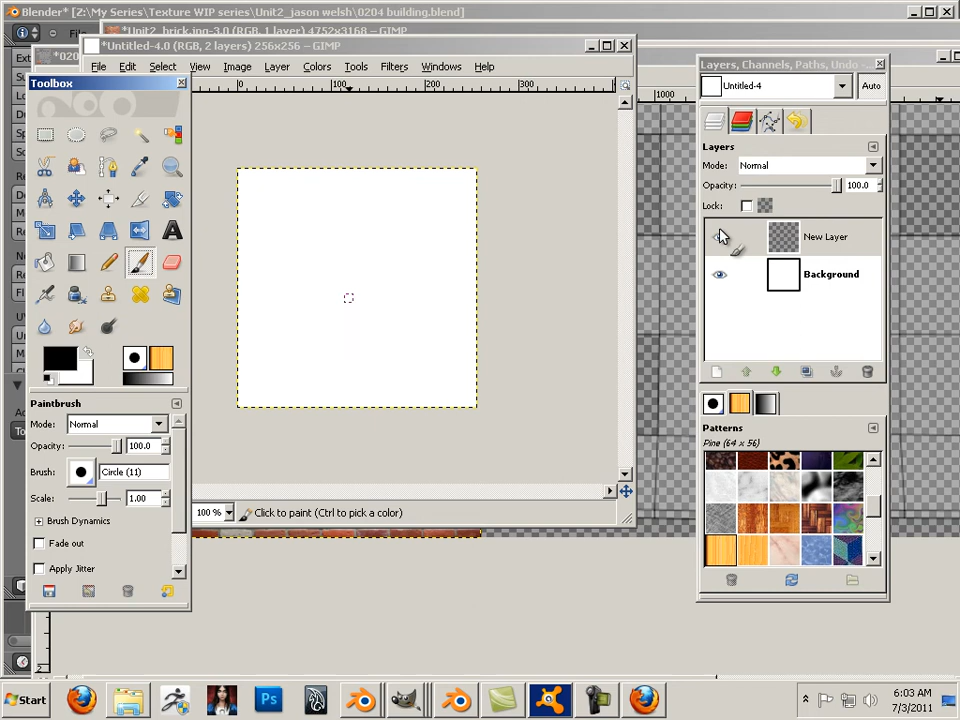 Blender* [Z:\My Series\Texture WIP series\Unit2_jason welsh\0204 building.blend]
*Unit2_brick.jpg-3.0 (RGB, 1 layer) 4752x3168 – GIMP
*Untitled-4.0 (RGB, 2 layers) 256x256 – GIMP
File Edit Select View Image Layer Colors Tools Filters Windows Help
Toolbox
0 100 200 300
1000
Layers, Channels, Paths, Undo -...
Untitled-4
Auto
Layers
Mode: Normal
Opacity: 100.0
Lock:
New Layer
Background
Paintbrush
Mode: Normal
Opacity: 100.0
Brush: Circle (11)
Scale: 1.00
Brush Dynamics
Fade out
Apply Jitter
100 %
Click to paint (Ctrl to pick a color)
Patterns
Pine (64 x 56)
Start
Ps
6:03 AM
7/3/2011